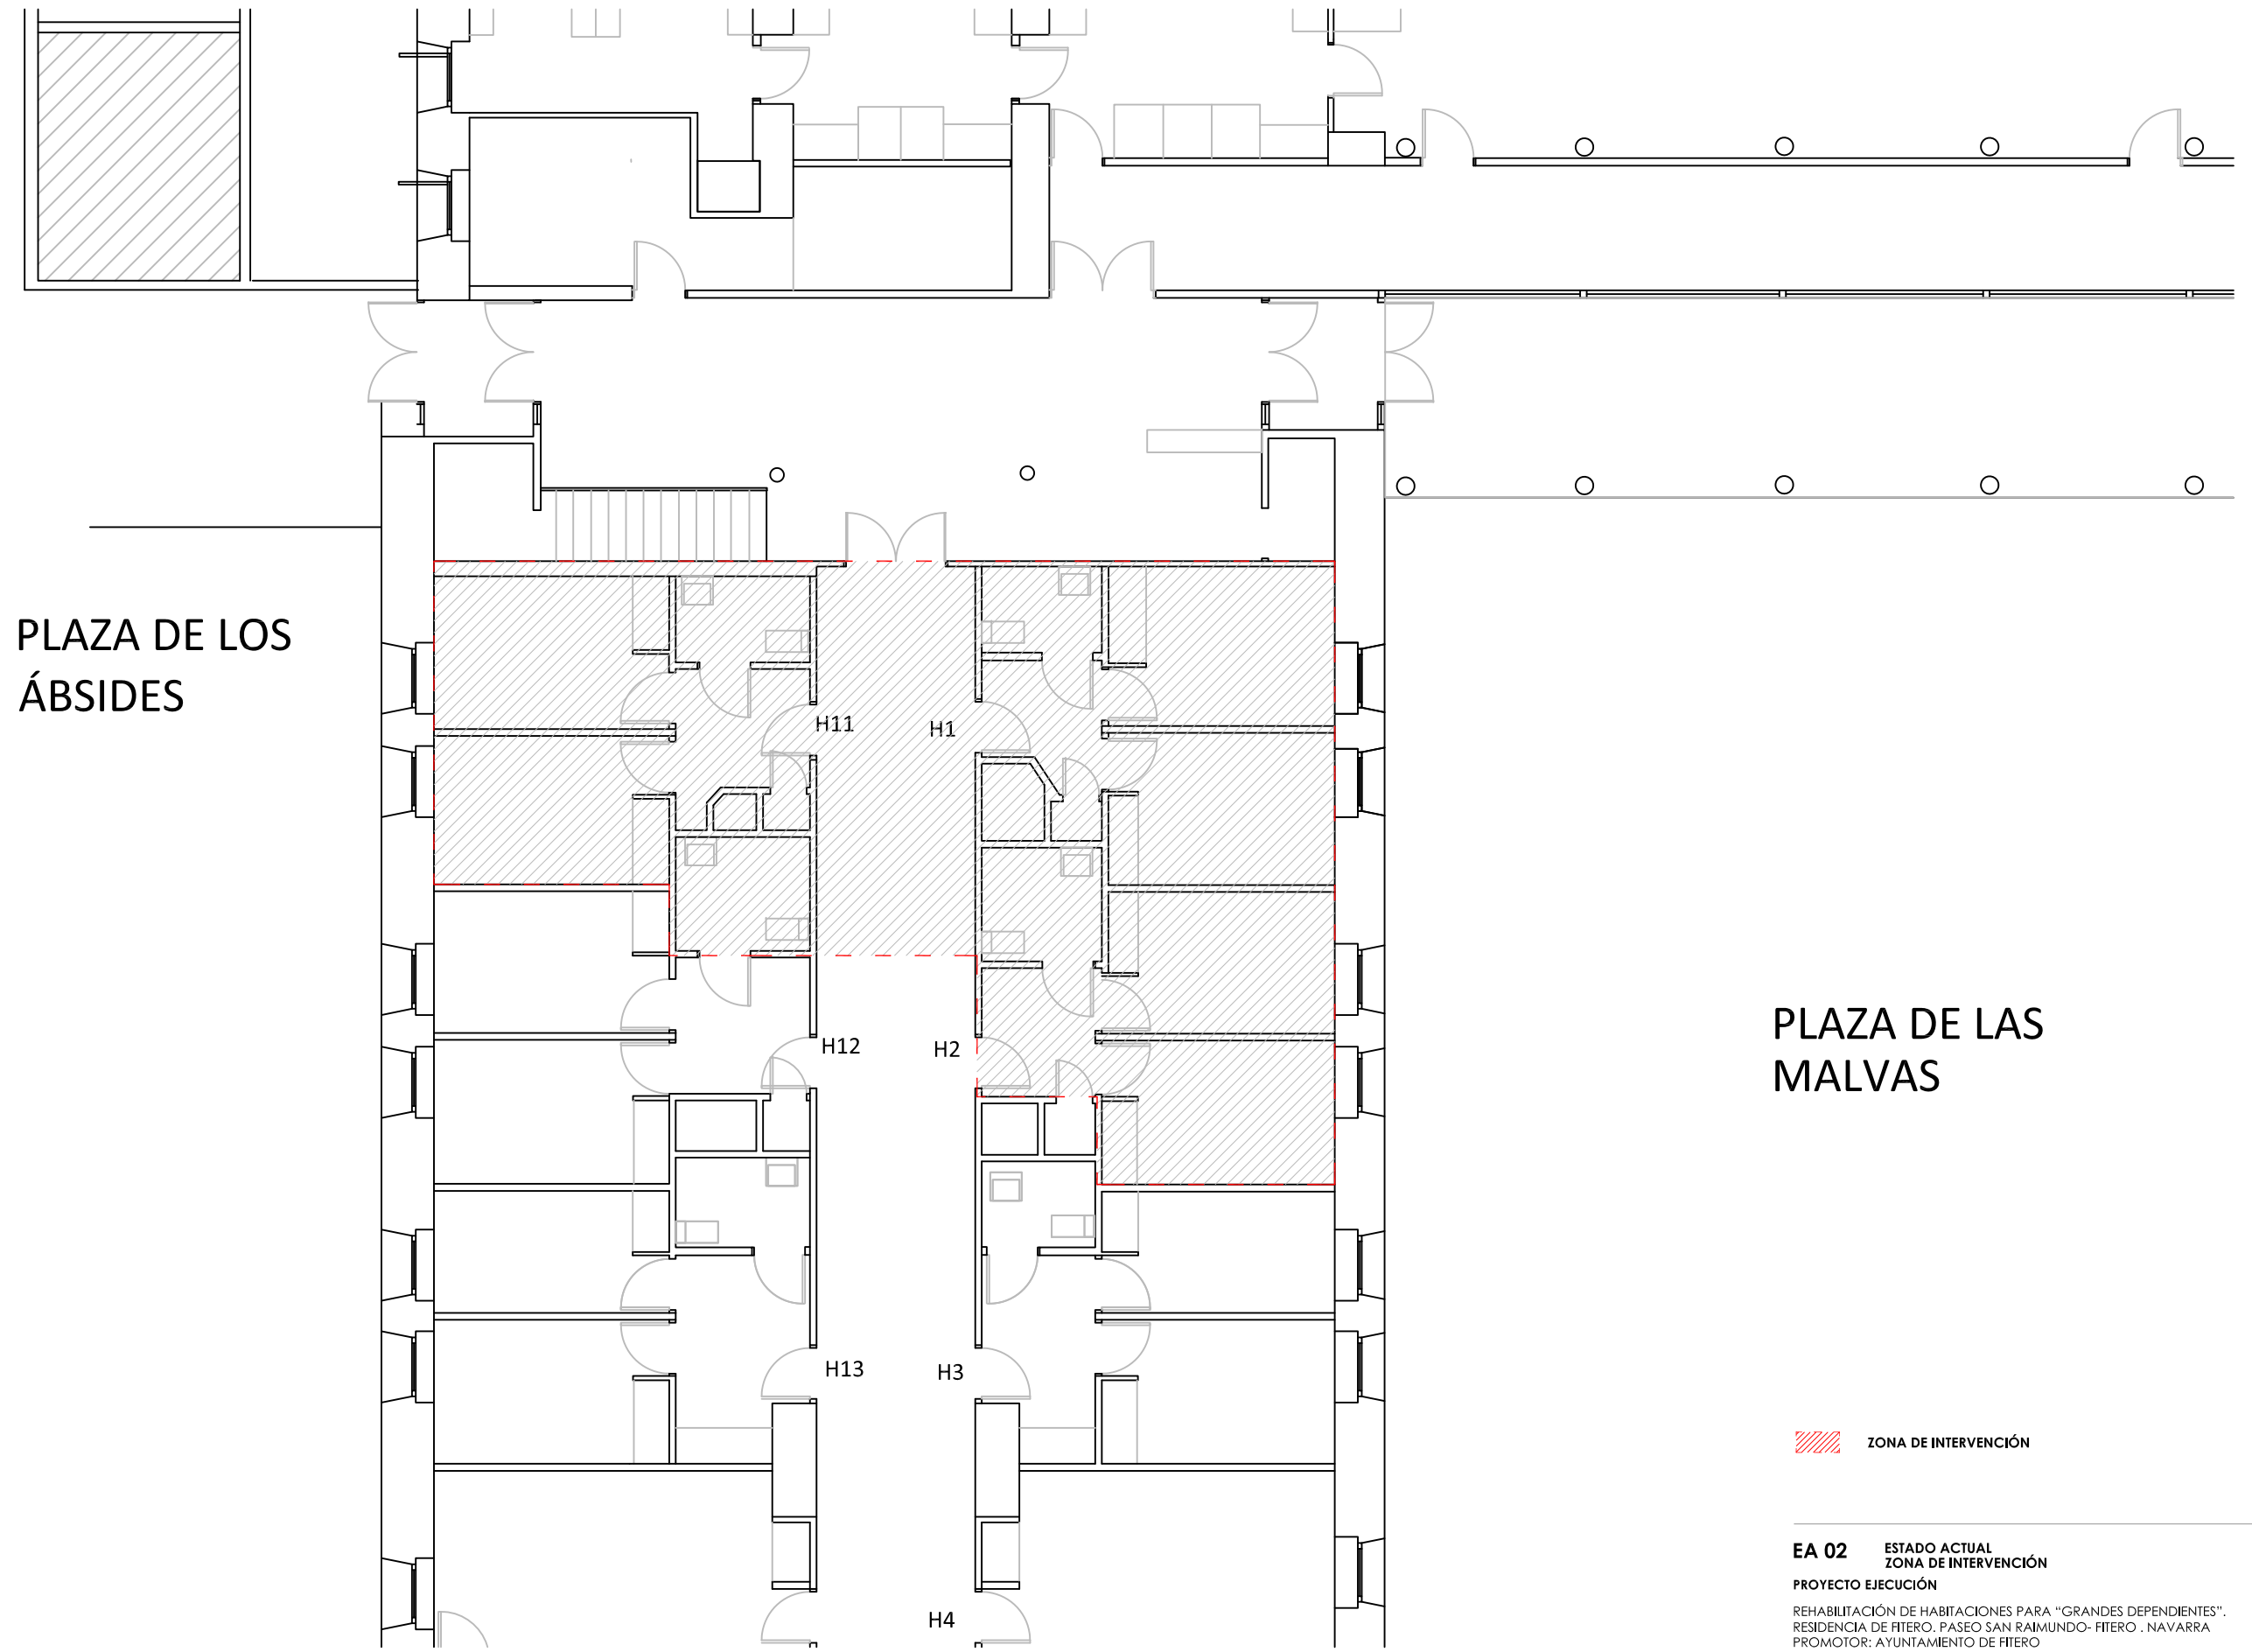 PLAZA DE LOS
ÁBSIDES
H11
H1
H12
H2
PLAZA DE LAS
MALVAS
H13
H3
H4
ZONA DE INTERVENCIÓN
EA 02 ESTADO ACTUAL
ZONA DE INTERVENCIÓN
PROYECTO EJECUCIÓN
REHABILITACIÓN DE HABITACIONES PARA “GRANDES DEPENDIENTES”.
RESIDENCIA DE FITERO. PASEO SAN RAIMUNDO- FITERO . NAVARRA
PROMOTOR: AYUNTAMIENTO DE FITERO